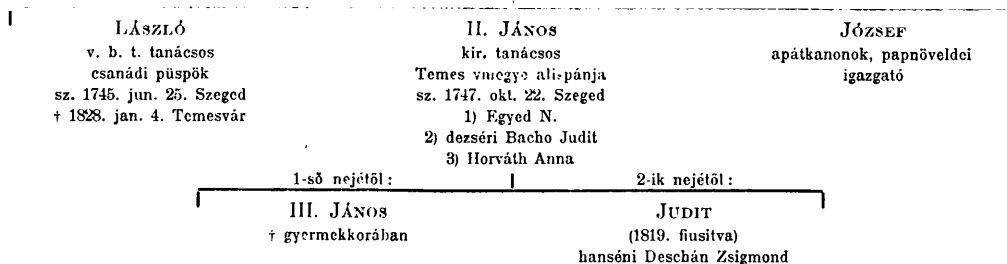 LÁSZLÓ
v. b. t. tanácsos
csanádi püspök
sz. 1745. jun. 25. Szeged
† 1828. jan. 4. Temesvár
II. JÁNOS
kir. tanácsos
Temes vmegye alispánja
sz. 1747. okt. 22. Szeged
1) Egyed N.
2) dezséri Bacho Judit
3) Horváth Anna
JÓZSEF
apátkanonok, papnöveldei
igazgató
1-ső nejétől:
2-ik nejétől:
III. JÁNOS
† gyermekkorában
JUDIT
(1819. fiusitva)
hanséni Deschán Zsigmond